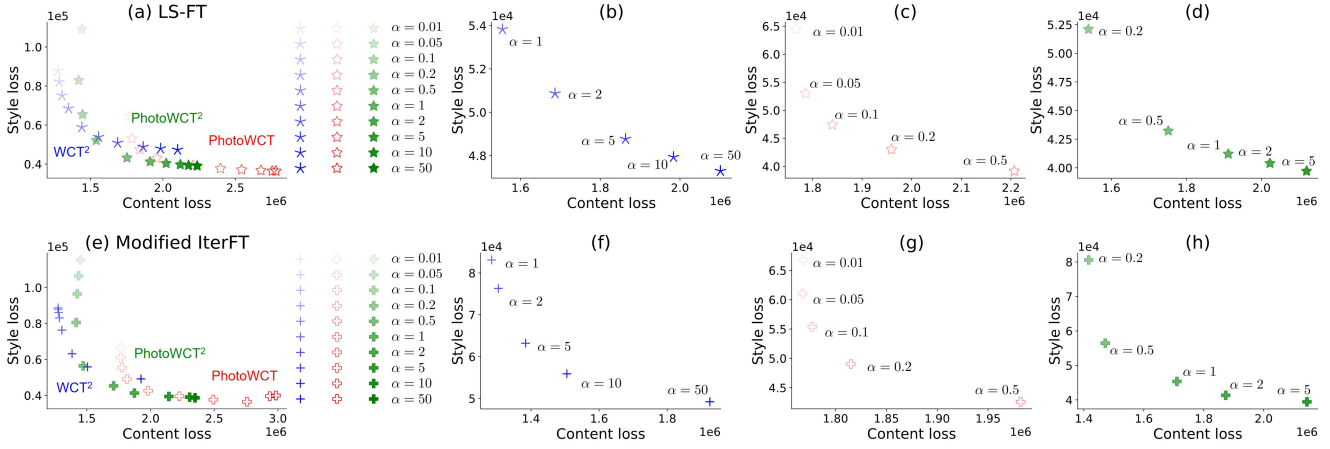 (a) LS-FT
1e5
Style loss
1.0
0.8
0.6
0.4
PhotoWCT²
PhotoWCT
WCT²
1.5
2.0
2.5
1e6
Content loss
α = 0.01
α = 0.05
α = 0.1
α = 0.2
α = 0.5
α = 1
α = 2
α = 5
α = 10
α = 50
(b)
1e4
Style loss
5.4
5.2
5.0
4.8
α = 1
α = 2
α = 5
α = 10
α = 50
1.6
1.8
2.0
1e6
Content loss
(c)
1e4
Style loss
6.5
6.0
5.5
5.0
4.5
4.0
α = 0.01
α = 0.05
α = 0.1
α = 0.2
α = 0.5
1.8
1.9
2.0
2.1
2.2
1e6
Content loss
(d)
1e4
Style loss
5.25
5.00
4.75
4.50
4.25
4.00
α = 0.2
α = 0.5
α = 1
α = 2
α = 5
1.6
1.8
2.0
1e6
Content loss
(e) Modified IterFT
1e5
Style loss
1.0
0.8
0.6
0.4
PhotoWCT²
PhotoWCT
WCT²
1.5
2.0
2.5
3.0
1e6
Content loss
α = 0.01
α = 0.05
α = 0.1
α = 0.2
α = 0.5
α = 1
α = 2
α = 5
α = 10
α = 50
(f)
1e4
Style loss
8
7
6
5
α = 1
α = 2
α = 5
α = 10
α = 50
1.4
1.6
1.8
1e6
Content loss
(g)
1e4
Style loss
6.5
6.0
5.5
5.0
4.5
α = 0.01
α = 0.05
α = 0.1
α = 0.2
α = 0.5
1.80
1.85
1.90
1.95
1e6
Content loss
(h)
1e4
Style loss
8
7
6
5
4
α = 0.2
α = 0.5
α = 1
α = 2
α = 5
1.4
1.6
1.8
2.0
1e6
Content loss